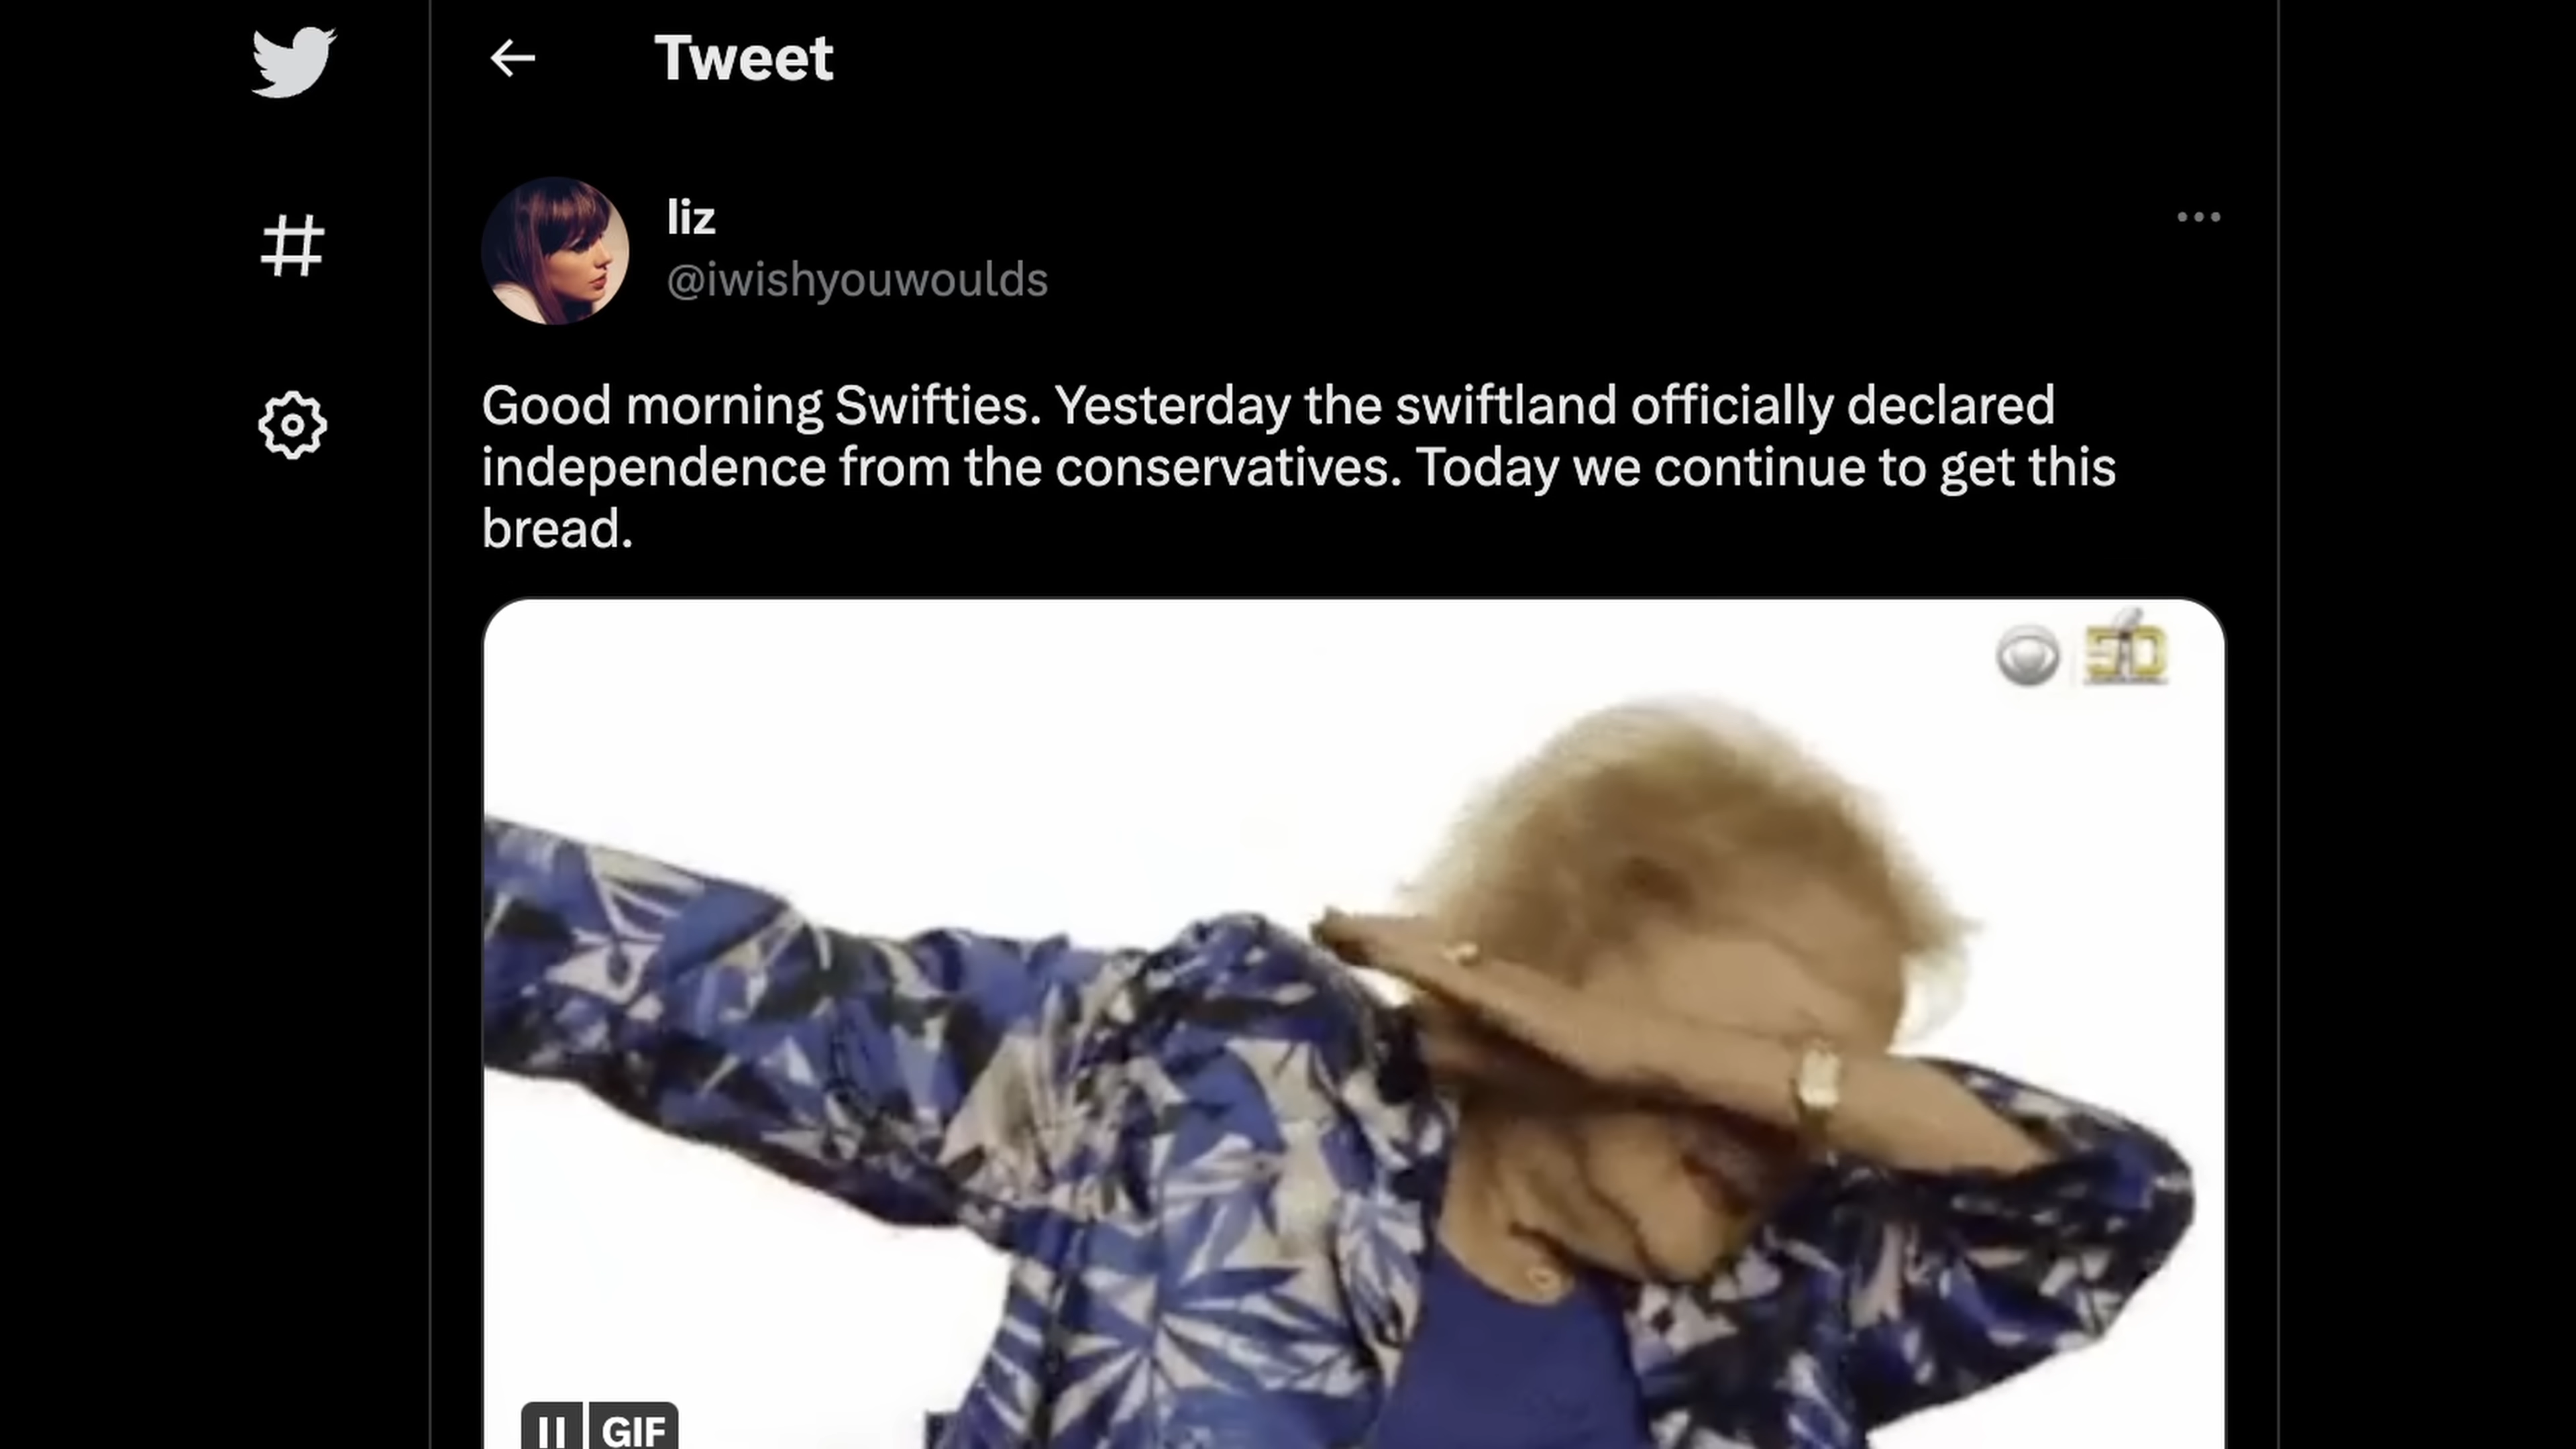 Tweet
liz
@iwishyouwoulds
Good morning Swifties. Yesterday the swiftland officially declared
independence from the conservatives. Today we continue to get this
bread.
50
GIF